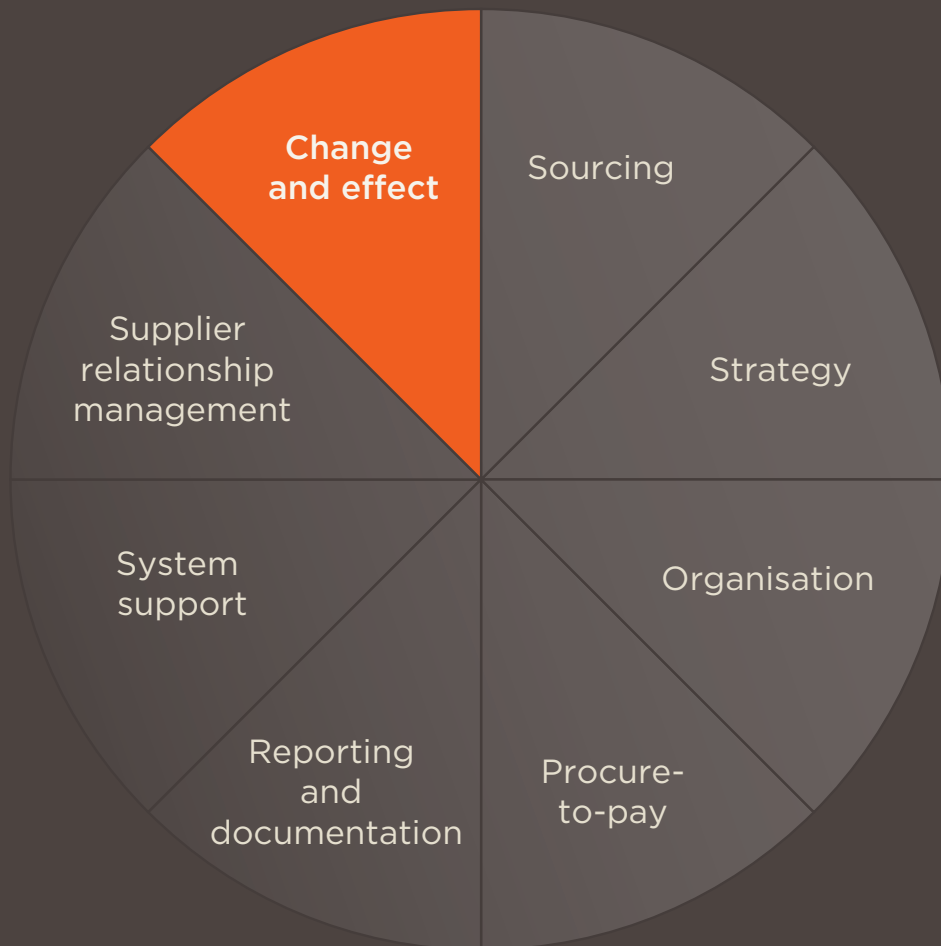 Change
and effect
Sourcing
Strategy
Organisation
Procure-
to-pay
Reporting
and
documentation
System
support
Supplier
relationship
management